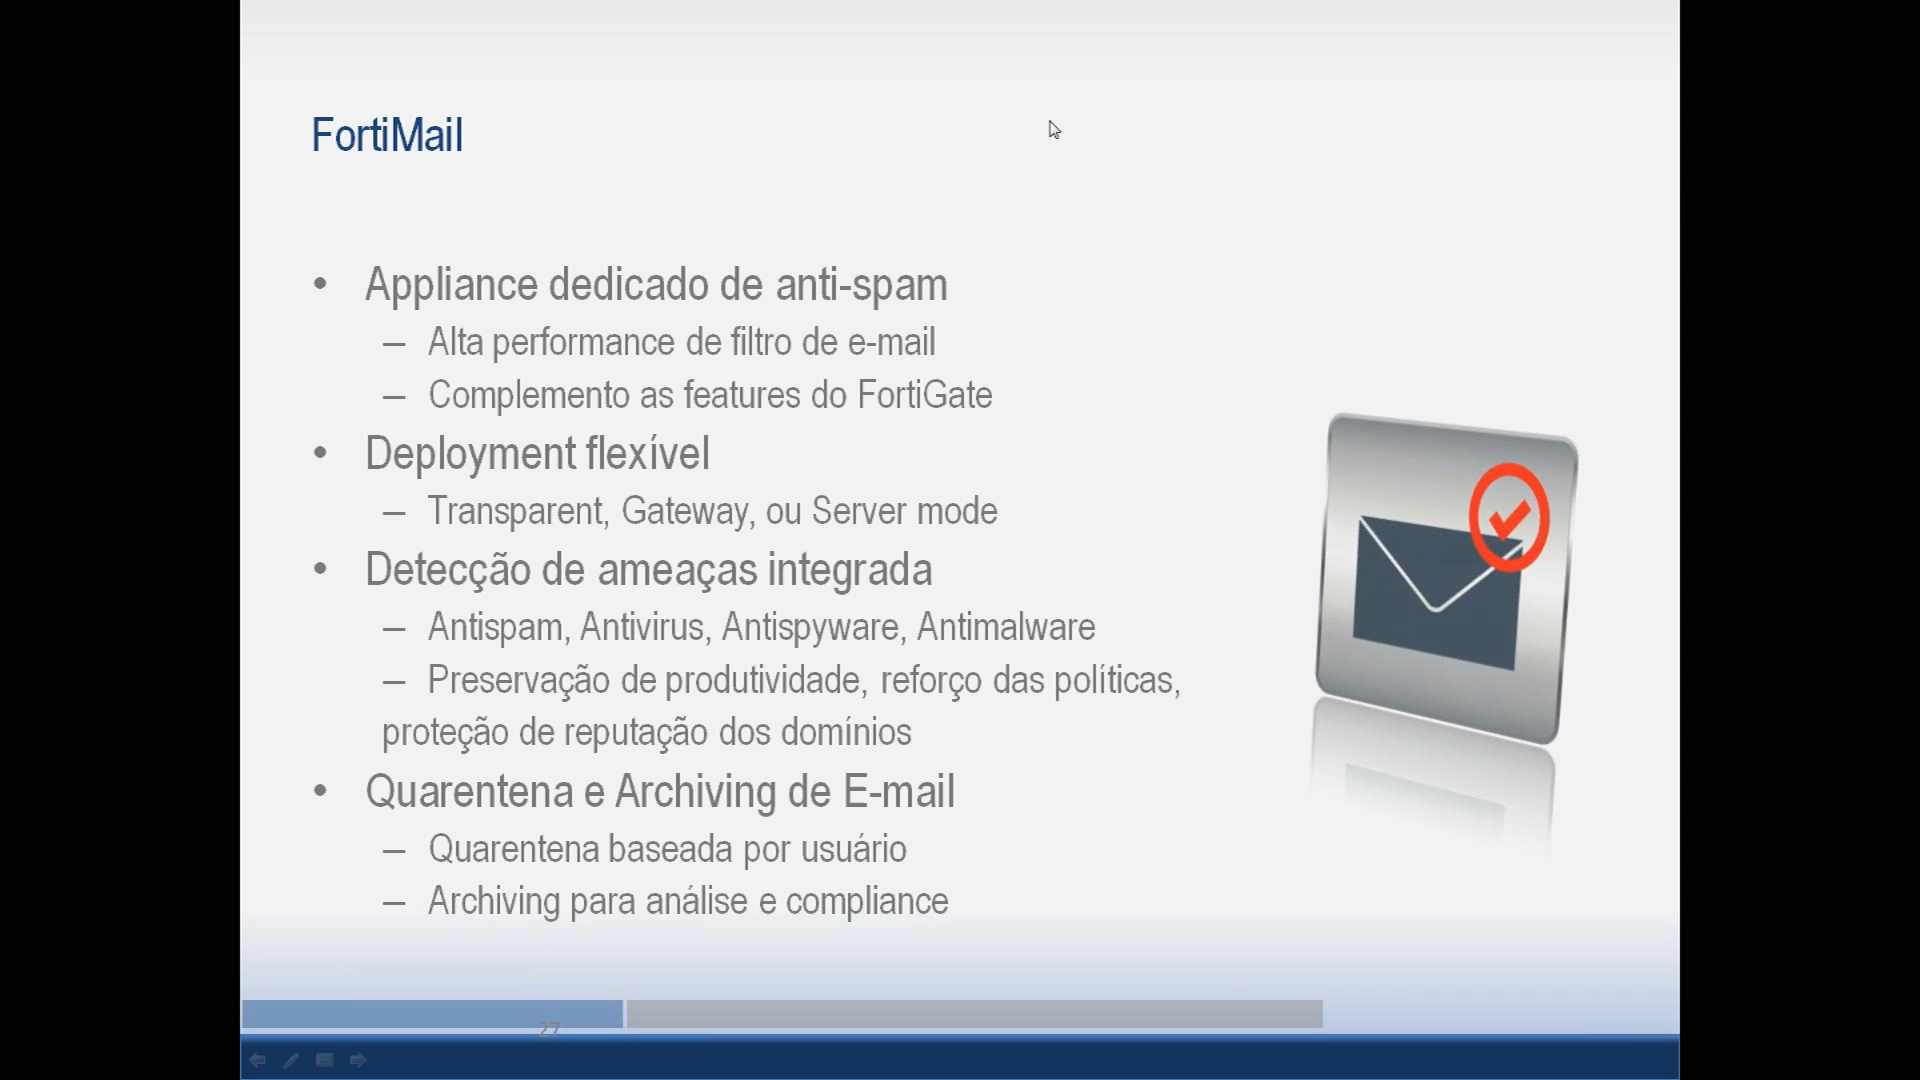 FortiMail
• Appliance dedicado de anti-spam
– Alta performance de filtro de e-mail
– Complemento as features do FortiGate
• Deployment flexível
– Transparent, Gateway, ou Server mode
• Detecção de ameaças integrada
– Antispam, Antivirus, Antispyware, Antimalware
– Preservação de produtividade, reforço das políticas,
proteção de reputação dos domínios
• Quarentena e Archiving de E-mail
– Quarentena baseada por usuário
– Archiving para análise e compliance
27